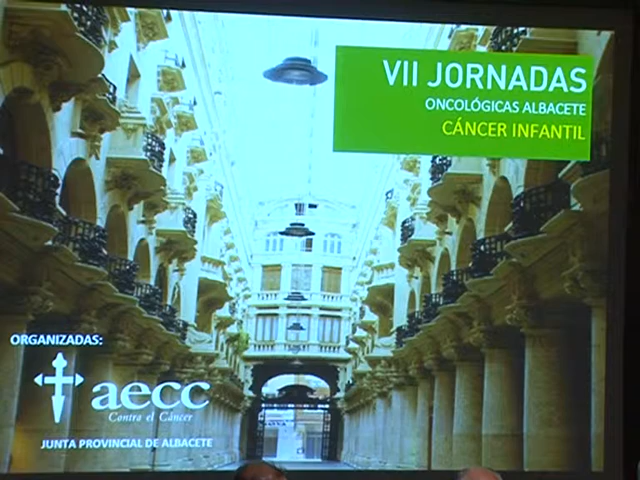 VII JORNADAS
ONCOLÓGICAS ALBACETE
CÁNCER INFANTIL
ORGANIZADAS:
aecc
Contra el Cáncer
JUNTA PROVINCIAL DE ALBACETE